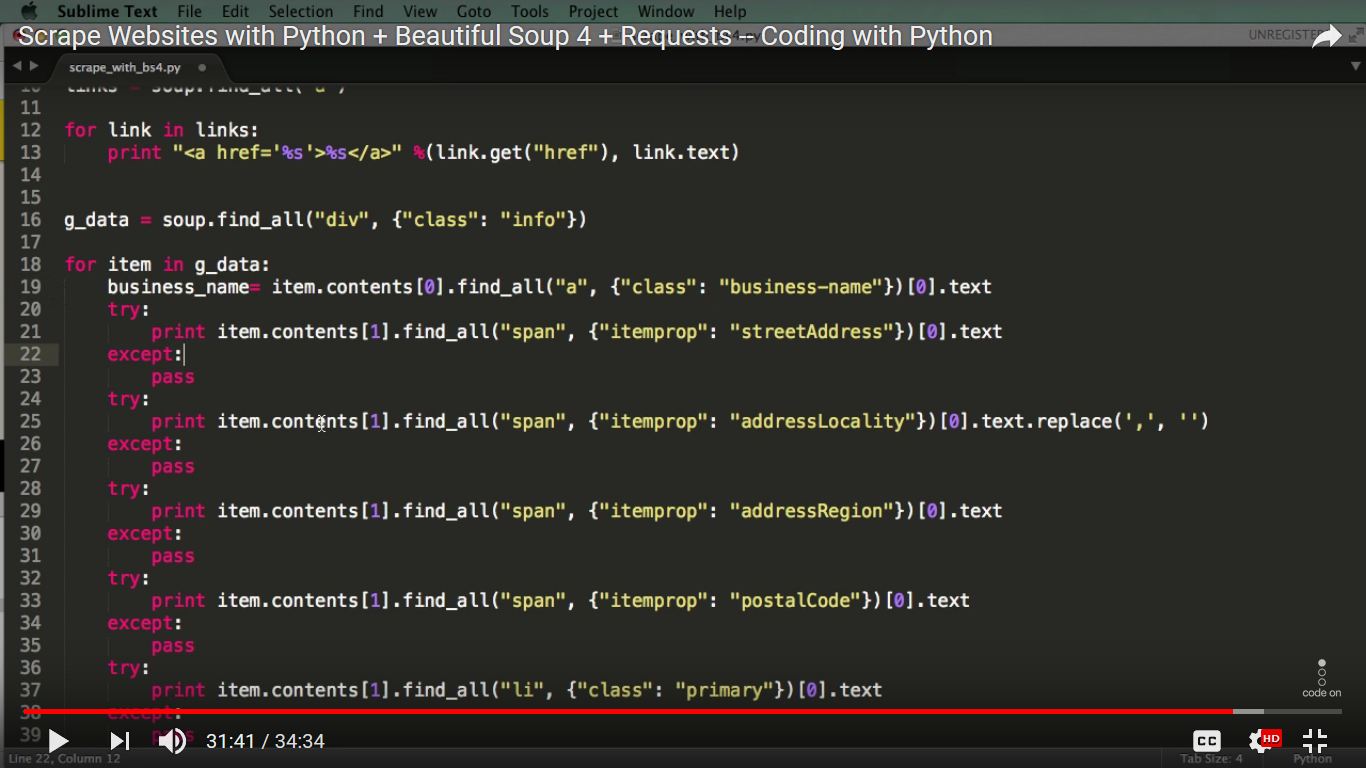 Sublime Text File Edit Selection Find View Goto Tools Project Window Help
Scrape Websites with Python + Beautiful Soup 4 + Requests -- Coding with Python
scrape_with_bs4.py
11
12 for link in links:
13 print "<a href='%s'>%s</a>" %(link.get("href"), link.text)
14
15
16 g_data = soup.find_all("div", {"class": "info"})
17
18 for item in g_data:
19 business_name= item.contents[0].find_all("a", {"class": "business-name"})[0].text
20 try:
21 print item.contents[1].find_all("span", {"itemprop": "streetAddress"})[0].text
22 except:
23 pass
24 try:
25 print item.contents[1].find_all("span", {"itemprop": "addressLocality"})[0].text.replace(',', '')
26 except:
27 pass
28 try:
29 print item.contents[1].find_all("span", {"itemprop": "addressRegion"})[0].text
30 except:
31 pass
32 try:
33 print item.contents[1].find_all("span", {"itemprop": "postalCode"})[0].text
34 except:
35 pass
36 try:
37 print item.contents[1].find_all("li", {"class": "primary"})[0].text
38 except:
39
code on
31:41 / 34:34
CC HD
Line 22, Column 12 Tab Size: 4 Python